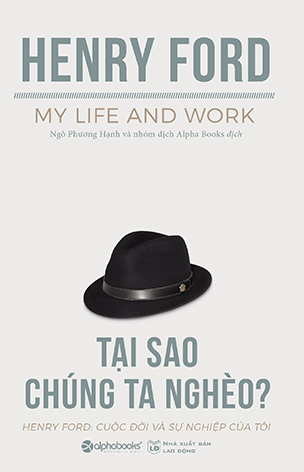 HENRY FORD
MY LIFE AND WORK
Ngô Phương Hạnh và nhóm dịch Alpha Books dịch
TẠI SAO
CHÚNG TA NGHÈO?
HENRY FORD: CUỘC ĐỜI VÀ SỰ NGHIỆP CỦA TÔI
alphabooks
LĐ NHÀ XUẤT BẢN
LAO ĐỘNG